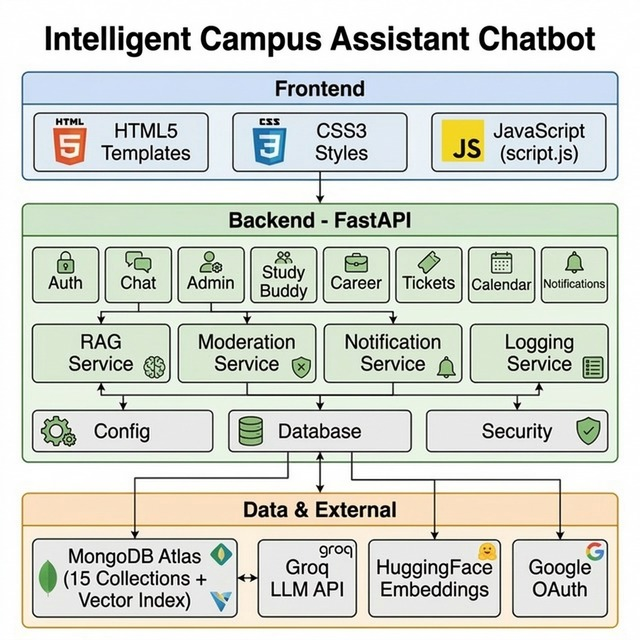 Intelligent Campus Assistant Chatbot
Frontend
HTML
5
HTML5
Templates
CSS
3
CSS3
Styles
JS
JavaScript
(script.js)
Backend - FastAPI
Auth
Chat
Admin
Study
Buddy
Career
Tickets
Calendar
Notifications
RAG
Service
Moderation
Service
Notification
Service
Logging
Service
Config
Database
Security
Data & External
MongoDB Atlas
(15 Collections +
Vector Index)
groq
Groq
LLM API
HuggingFace
Embeddings
G
Google
OAuth